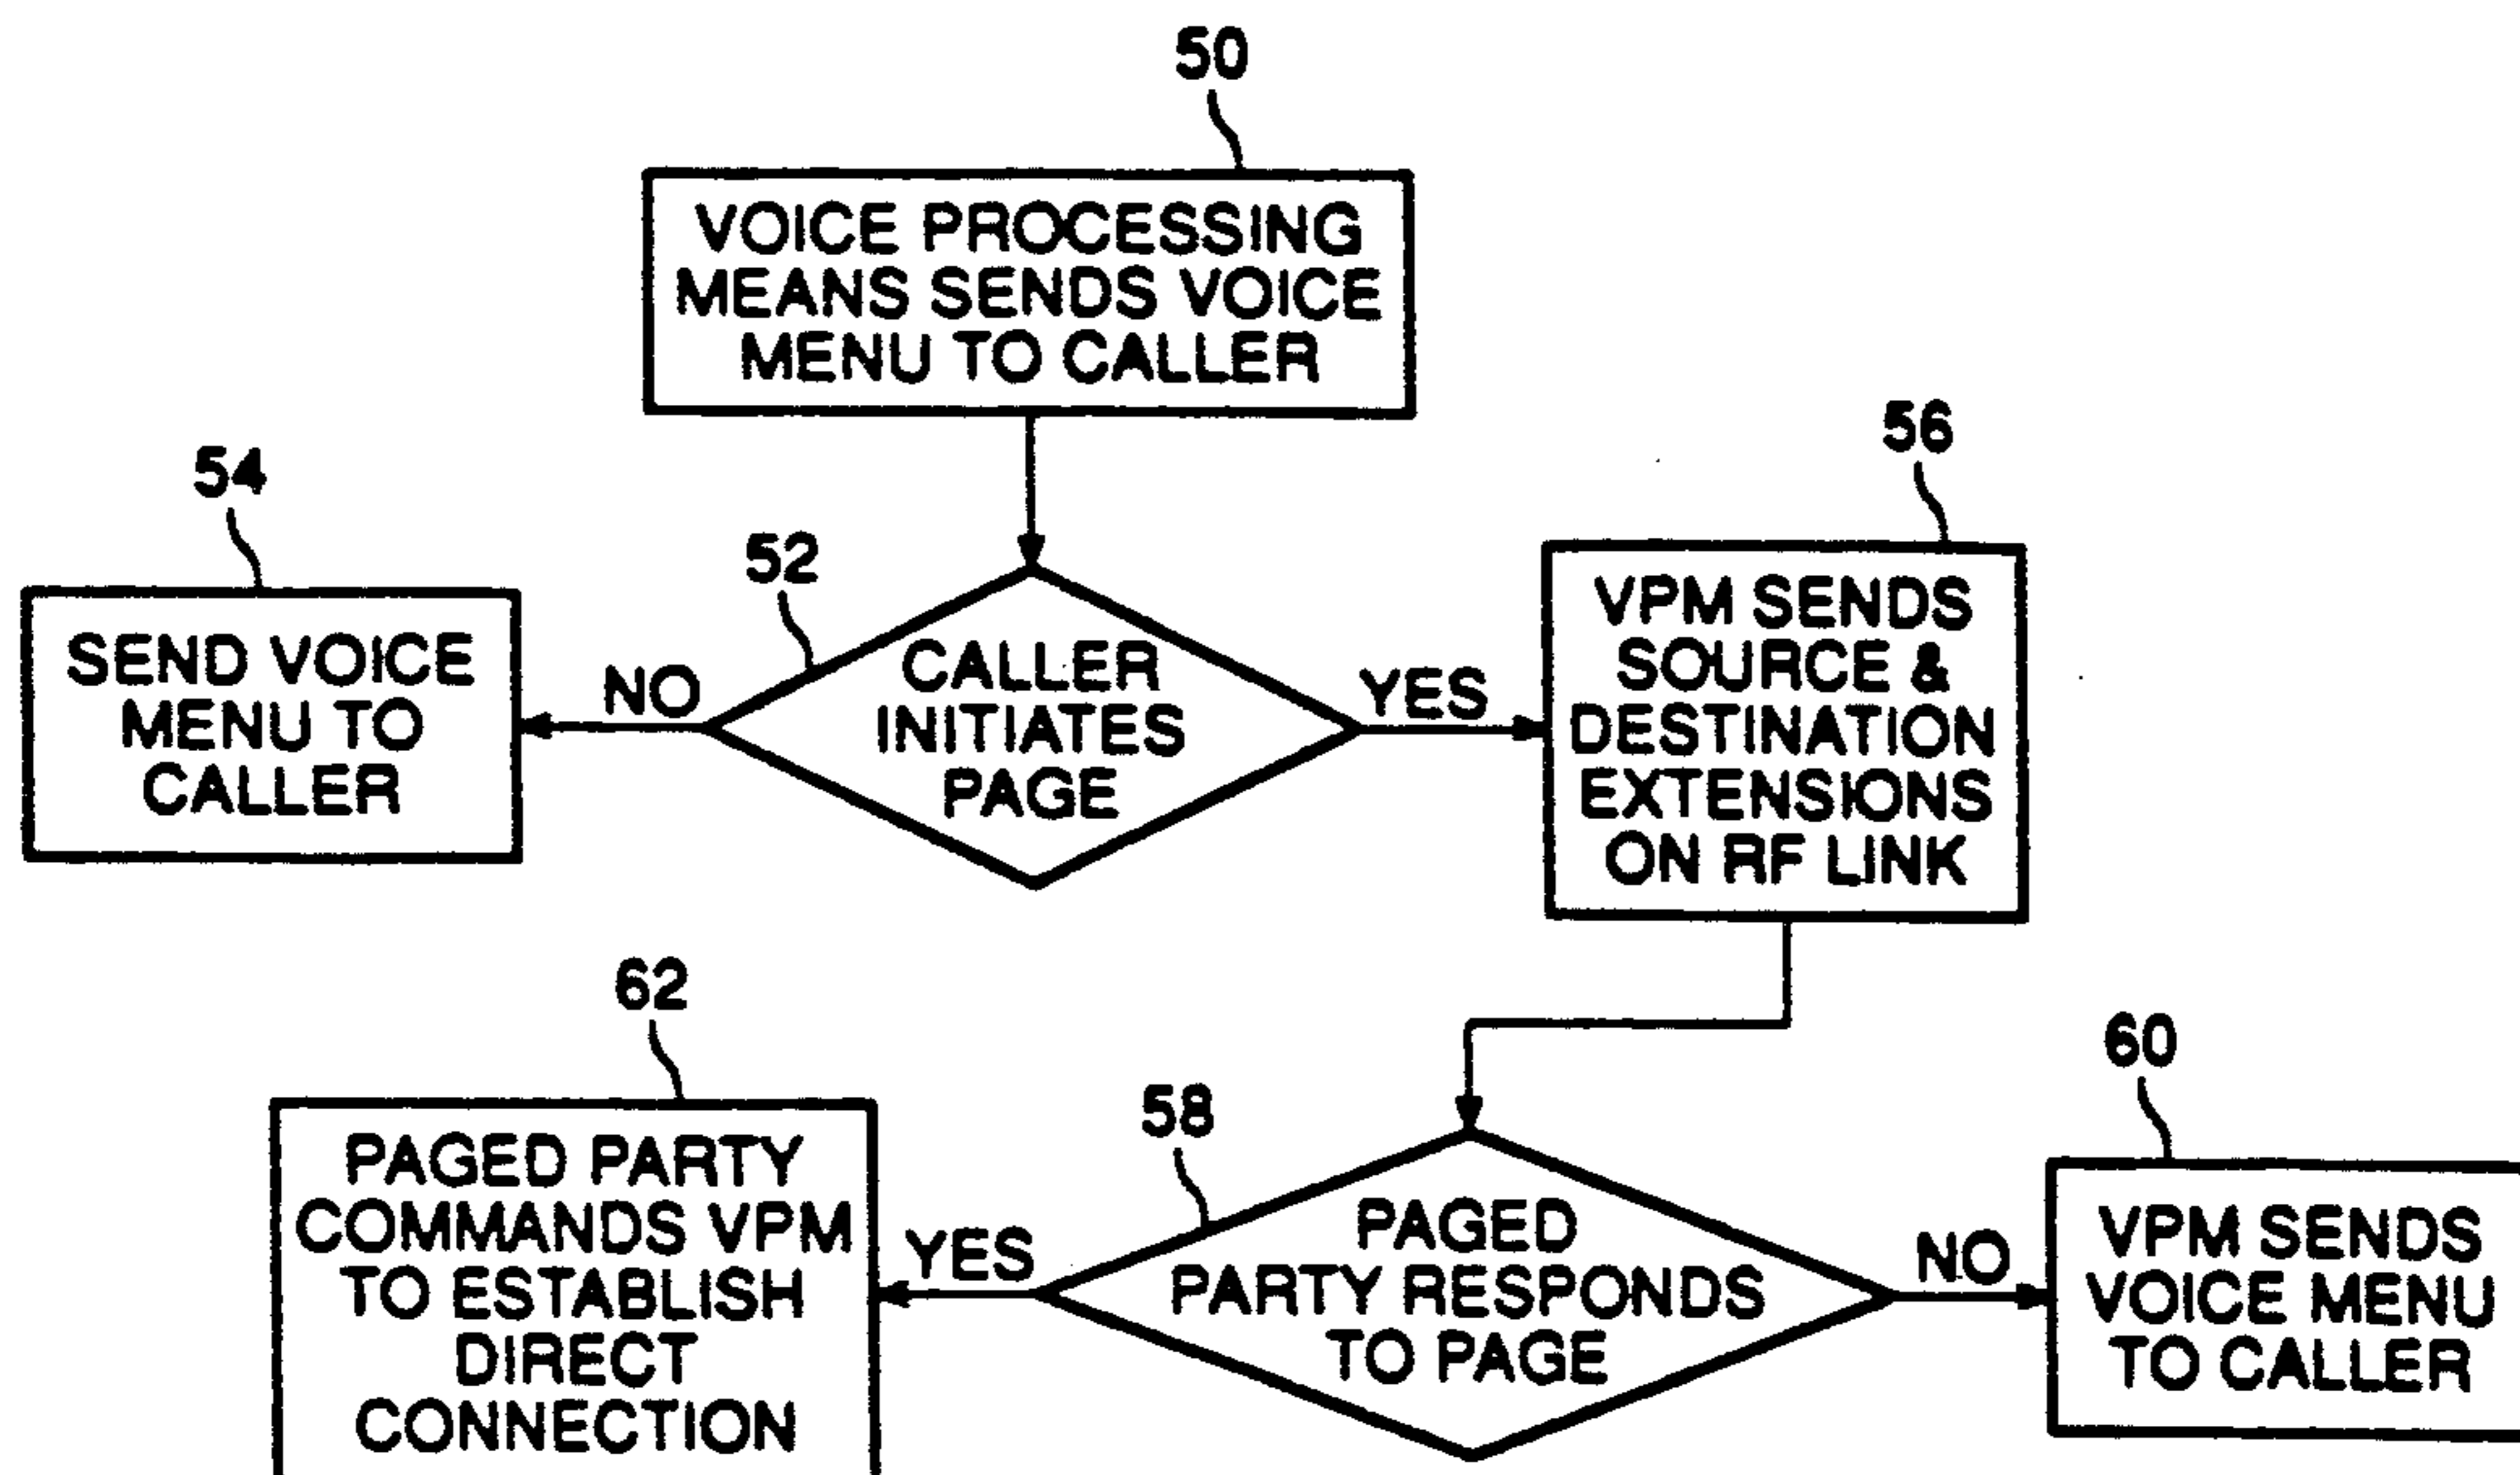 50
VOICE PROCESSING
MEANS SENDS VOICE
MENU TO CALLER
54
52
56
SEND VOICE
MENU TO
CALLER
NO
CALLER
INITIATES
PAGE
YES
VPM SENDS
SOURCE &
DESTINATION
EXTENSIONS
ON RF LINK
62
58
60
PAGED PARTY
COMMANDS VPM
TO ESTABLISH
DIRECT
CONNECTION
YES
PAGED
PARTY RESPONDS
TO PAGE
NO
VPM SENDS
VOICE MENU
TO CALLER